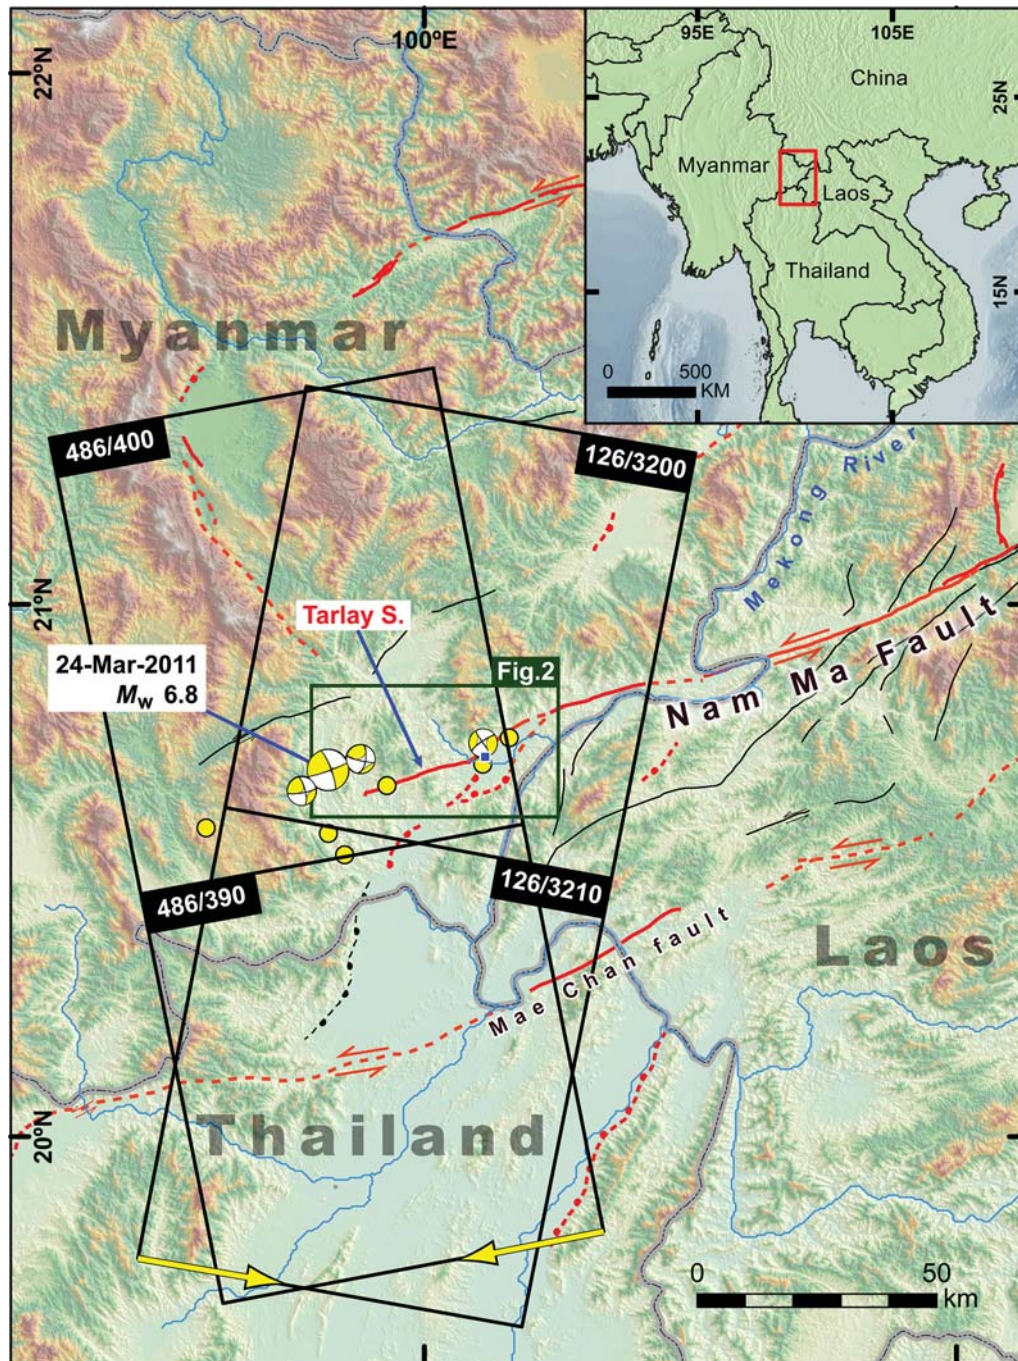 100°E
22°N
95E
105E
China
25N
Myanmar
Laos
Thailand
15N
0 500
KM
Myanmar
486/400
126/3200
Mekong River
21°N
Tarlay S.
24-Mar-2011
Mw 6.8
Fig.2
Nam Ma Fault
486/390
126/3210
Laos
Mae Chan fault
20°N
Thailand
0 50
km